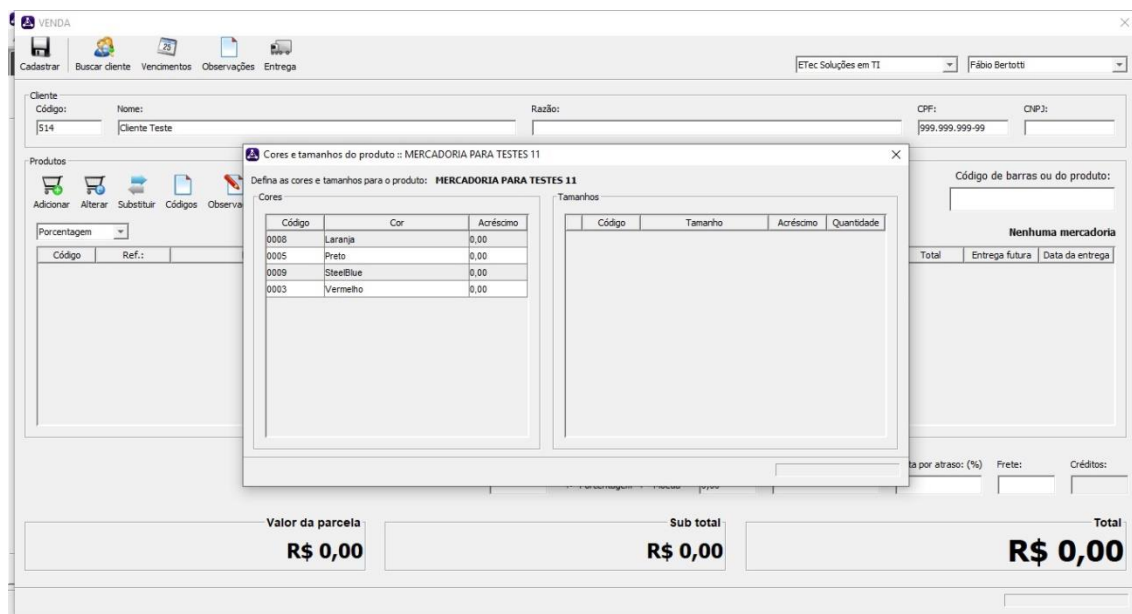 VENDA
Cadastrar Buscar cliente Vencimentos Observações Entrega
25
ETec Soluções em TI Fábio Bertotti
Cliente
Código: Nome: Razão: CPF: CNPJ:
514 Cliente Teste 999.999.999-99
Produtos
Adicionar Alterar Substituir Códigos Observa
Código de barras ou do produto:
Porcentagem
Nenhuma mercadoria
Código Ref.: Total Entrega futura Data da entrega
Cores e tamanhos do produto :: MERCADORIA PARA TESTES 11
Defina as cores e tamanhos para o produto: MERCADORIA PARA TESTES 11
Cores
Código Cor Acréscimo
0008 Laranja 0,00
0005 Preto 0,00
0009 SteelBlue 0,00
0003 Vermelho 0,00
Tamanhos
Código Tamanho Acréscimo Quantidade
ta por atraso: (%) Frete: Créditos:
Valor da parcela
R$ 0,00
Sub total
R$ 0,00
Total
R$ 0,00